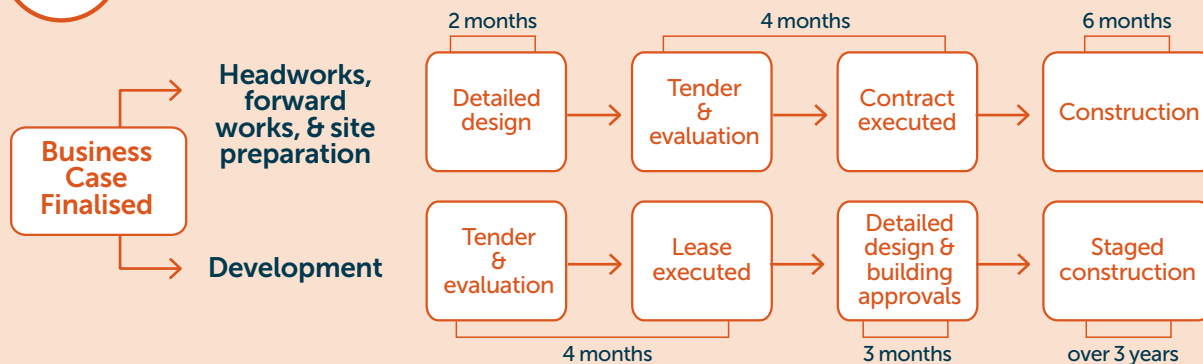 2 months
4 months
6 months
Business
Case
Finalised
Headworks,
forward
works, & site
preparation
Detailed
design
Tender
&
evaluation
Contract
executed
Construction
Development
Tender
&
evaluation
Lease
executed
Detailed
design &
building
approvals
Staged
construction
4 months
3 months
over 3 years